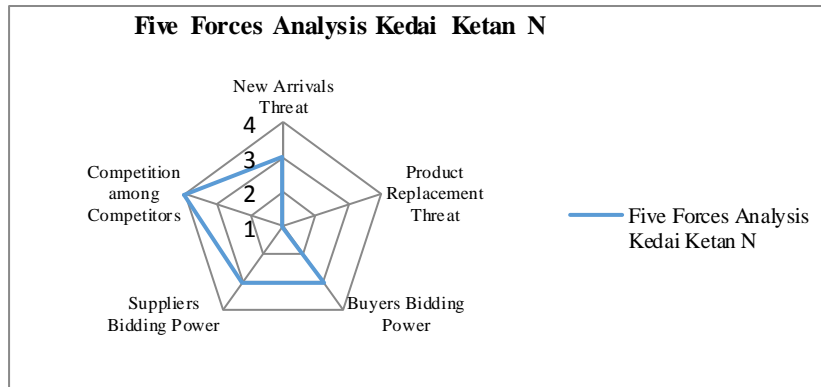 Five Forces Analysis Kedai Ketan N
New Arrivals
Threat
4
3
2
1
Product
Replacement
Threat
Buyers Bidding
Power
Suppliers
Bidding Power
Competition
among
Competitors
Five Forces Analysis
Kedai Ketan N